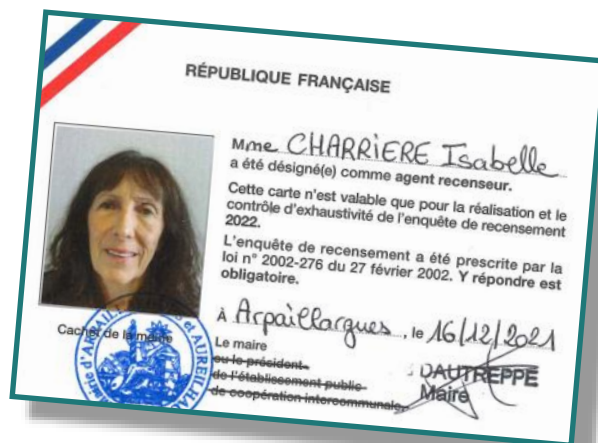 RÉPUBLIQUE FRANÇAISE
Mme CHARRIERE Isabelle
a été désigné(e) comme agent recenseur.
Cette carte n'est valable que pour la réalisation et le
contrôle d'exhaustivité de l'enquête de recensement
2022.
L'enquête de recensement a été prescrite par la
loi n° 2002-276 du 27 février 2002. Y répondre est
obligatoire.
À Arpaillargues, le 16/12/2021
Cachet de la mairie
Le maire
ou le président
de l'établissement public
de coopération intercommunale,
DAUTREPPE
Maire